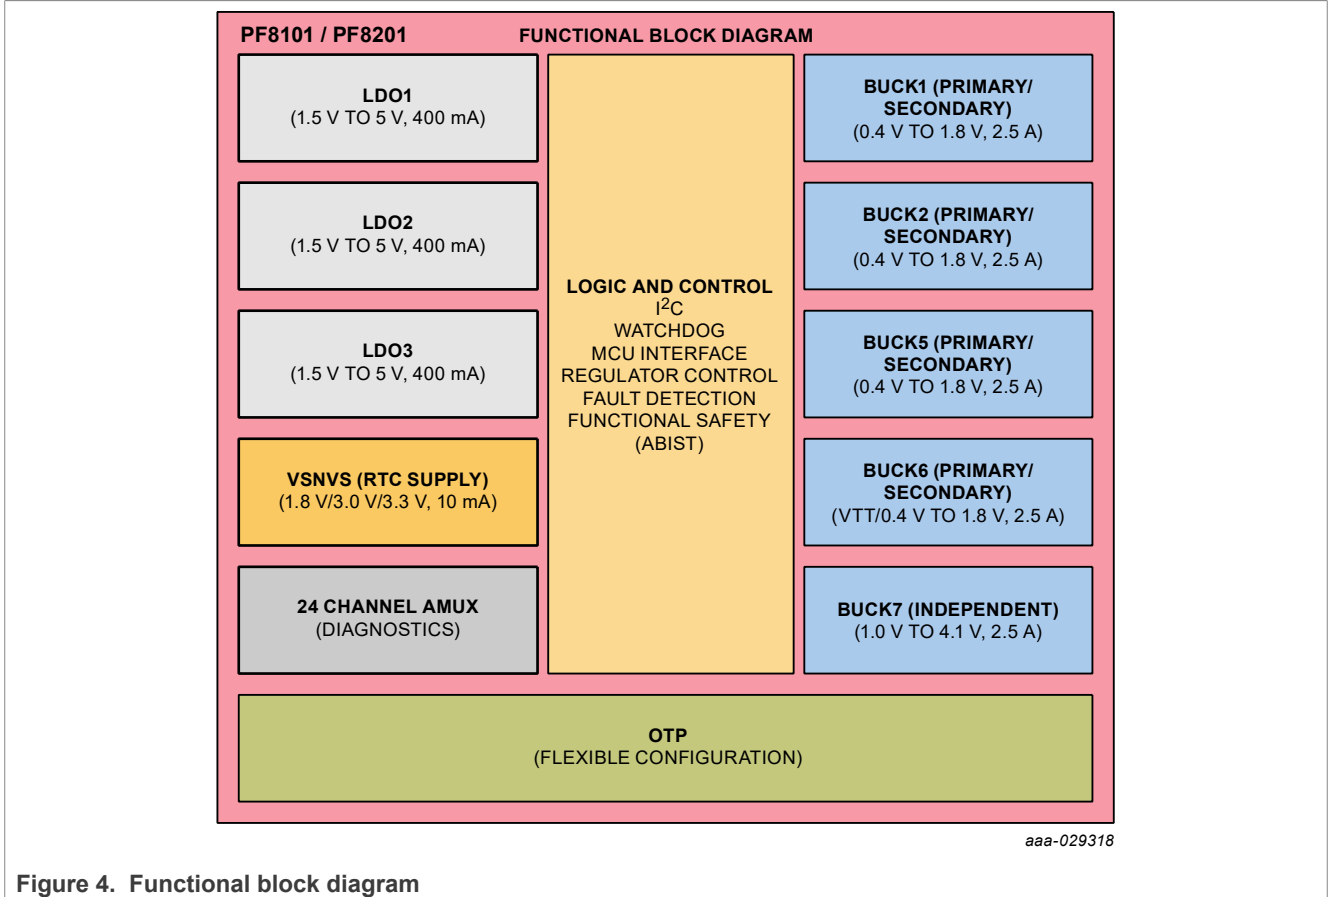 PF8101 / PF8201
FUNCTIONAL BLOCK DIAGRAM
LDO1
(1.5 V TO 5 V, 400 mA)
LDO2
(1.5 V TO 5 V, 400 mA)
LDO3
(1.5 V TO 5 V, 400 mA)
VSNVS (RTC SUPPLY)
(1.8 V/3.0 V/3.3 V, 10 mA)
24 CHANNEL AMUX
(DIAGNOSTICS)
LOGIC AND CONTROL
I2C
WATCHDOG
MCU INTERFACE
REGULATOR CONTROL
FAULT DETECTION
FUNCTIONAL SAFETY
(ABIST)
BUCK1 (PRIMARY/
SECONDARY)
(0.4 V TO 1.8 V, 2.5 A)
BUCK2 (PRIMARY/
SECONDARY)
(0.4 V TO 1.8 V, 2.5 A)
BUCK5 (PRIMARY/
SECONDARY)
(0.4 V TO 1.8 V, 2.5 A)
BUCK6 (PRIMARY/
SECONDARY)
(VTT/0.4 V TO 1.8 V, 2.5 A)
BUCK7 (INDEPENDENT)
(1.0 V TO 4.1 V, 2.5 A)
OTP
(FLEXIBLE CONFIGURATION)
aaa-029318
Figure 4. Functional block diagram